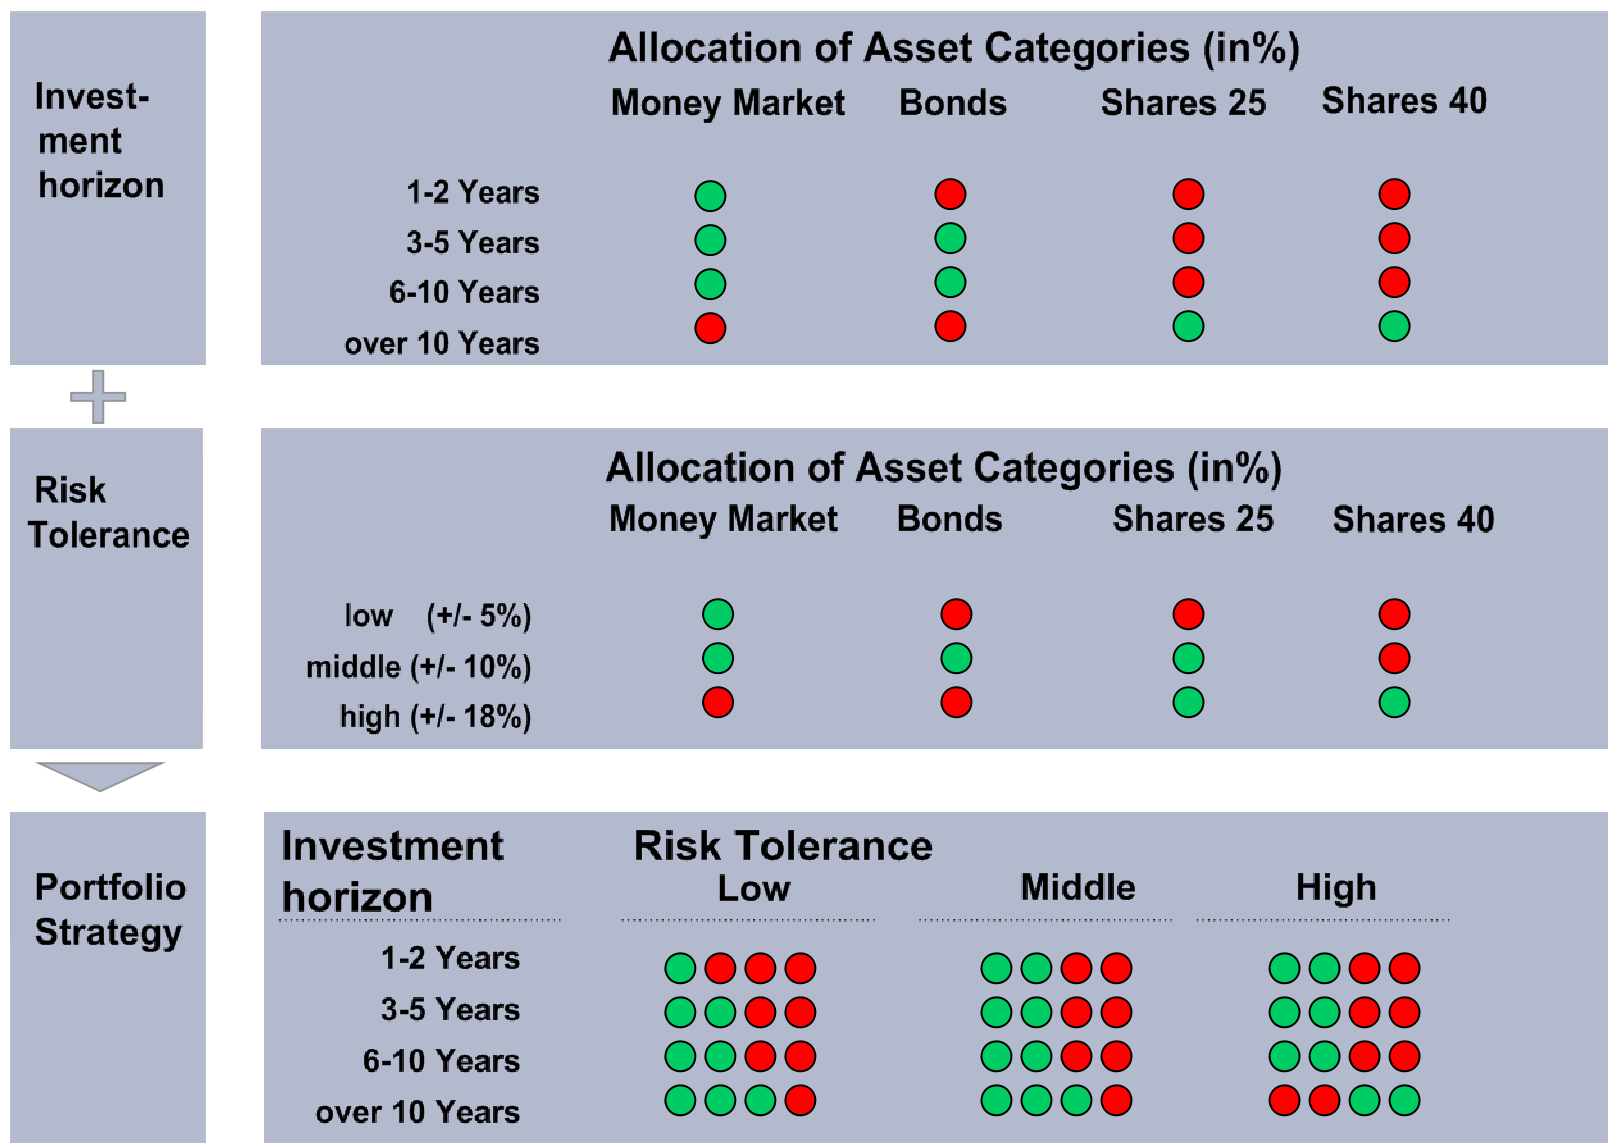 Invest-
ment
horizon
Allocation of Asset Categories (in%)
Money Market Bonds Shares 25 Shares 40
1-2 Years
3-5 Years
6-10 Years
over 10 Years
Risk
Tolerance
Allocation of Asset Categories (in%)
Money Market Bonds Shares 25 Shares 40
low (+/- 5%)
middle (+/- 10%)
high (+/- 18%)
Portfolio
Strategy
Investment
horizon
Risk Tolerance
Low Middle High
1-2 Years
3-5 Years
6-10 Years
over 10 Years